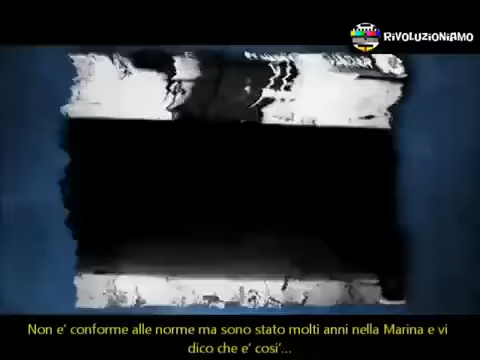 RiVOLUZiONiAMO
Non e' conforme alle norme ma sono stato molti anni nella Marina e vi
dico che e' cosi'...